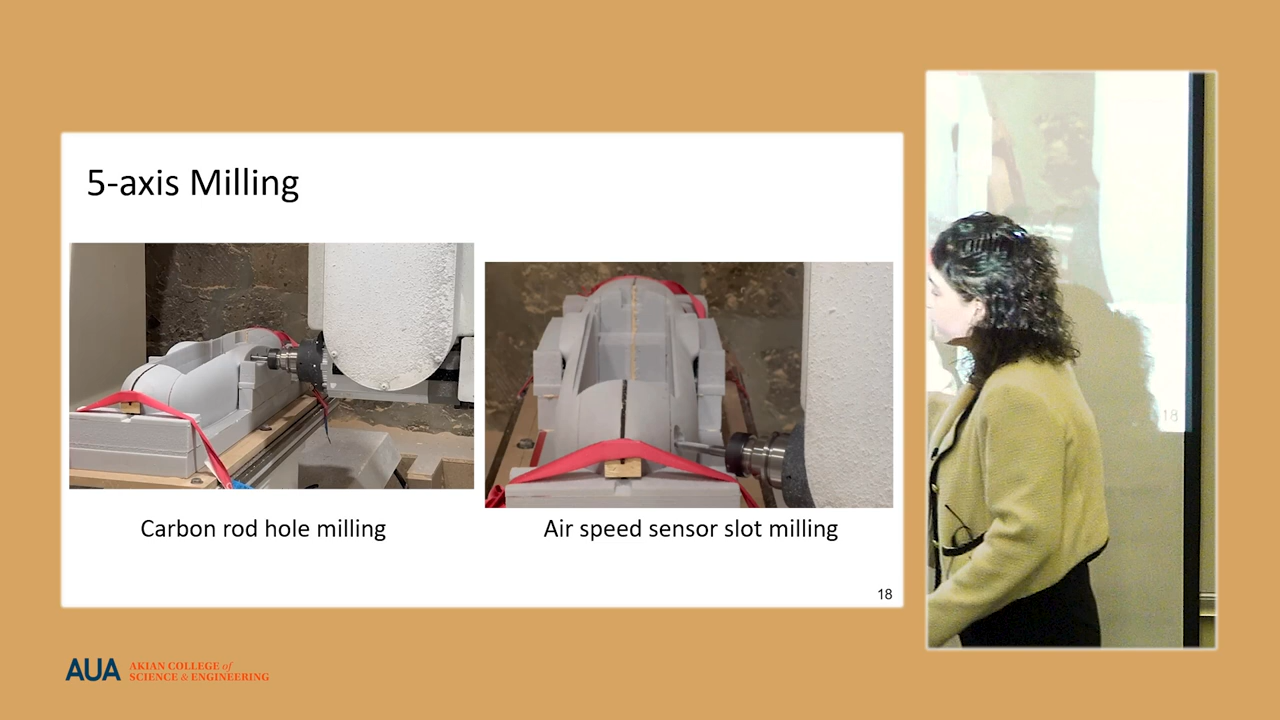 5-axis Milling
Carbon rod hole milling
Air speed sensor slot milling
18
18
AUA
AKIAN COLLEGE of
SCIENCE & ENGINEERING